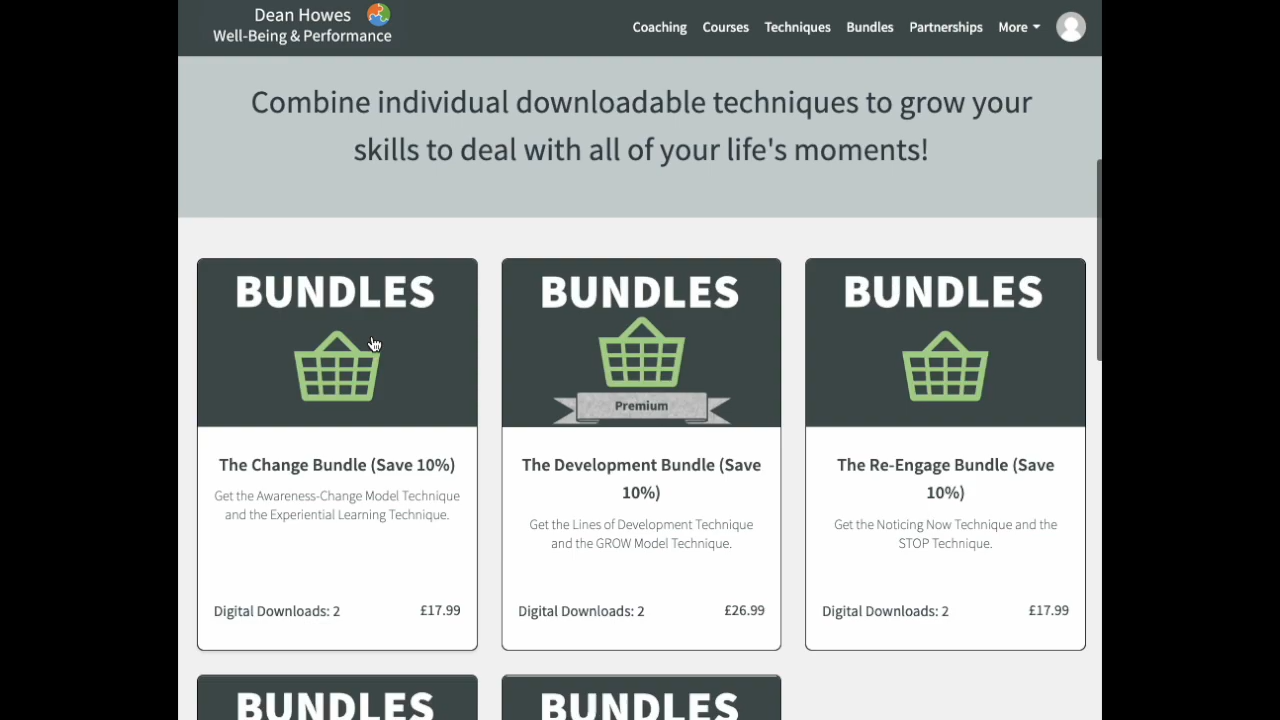 Dean Howes
Well-Being & Performance
Coaching Courses Techniques Bundles Partnerships More
Combine individual downloadable techniques to grow your
skills to deal with all of your life's moments!
BUNDLES
The Change Bundle (Save 10%)
Get the Awareness-Change Model Technique
and the Experiential Learning Technique.
Digital Downloads: 2 £17.99
BUNDLES
Premium
The Development Bundle (Save
10%)
Get the Lines of Development Technique
and the GROW Model Technique.
Digital Downloads: 2 £26.99
BUNDLES
The Re-Engage Bundle (Save
10%)
Get the Noticing Now Technique and the
STOP Technique.
Digital Downloads: 2 £17.99
BUNDLES
BUNDLES